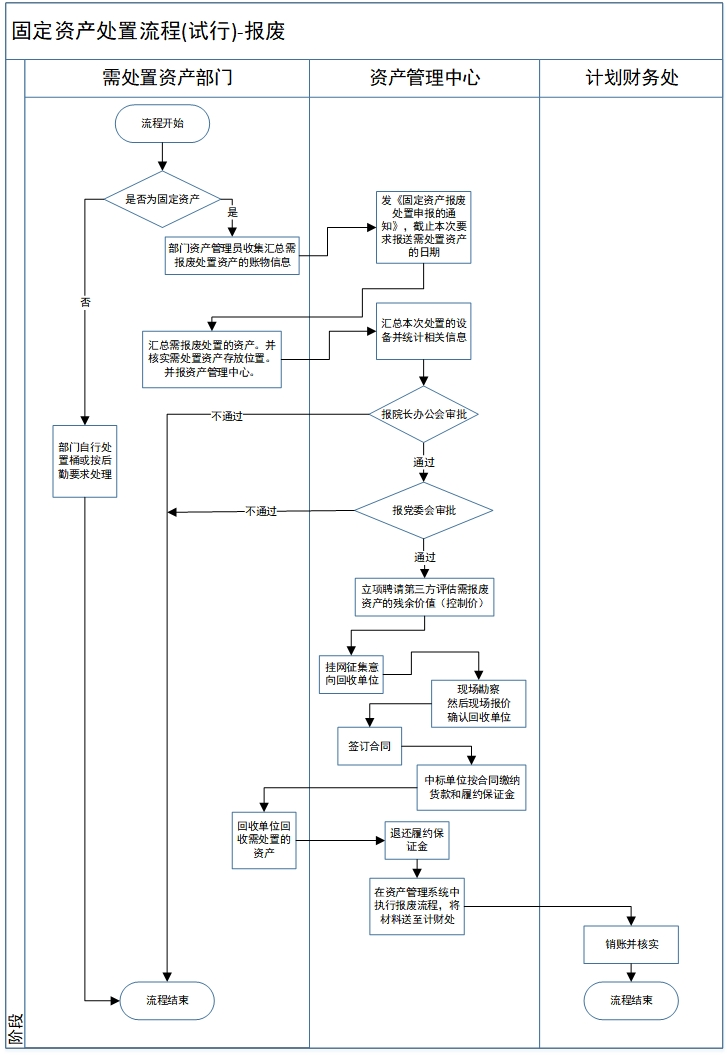 固定资产处置流程(试行)-报废
需处置资产部门
资产管理中心
计划财务处
流程开始
是否为固定资产
是
否
部门资产管理员收集汇总需
报废处置资产的账物信息
发《固定资产报废
处置申报的通
知》，截止本次要
求报送需处置资产
的日期
汇总需报废处置的资产。并
核实需处置资产存放位置。
并报资产管理中心。
汇总本次处置的设
备并统计相关信息
报院长办公会审批
不通过
通过
部门自行处
置桶或按后
勤要求处理
报党委会审批
不通过
通过
立项聘请第三方评估需报废
资产的残余价值（控制价）
挂网征集意
向回收单位
现场勘察
然后现场报价
确认回收单位
签订合同
中标单位按合同缴纳
货款和履约保证金
回收单位回
收需处置的
资产
退还履约保
证金
在资产管理系统中
执行报废流程，将
材料送至计财处
销账并核实
流程结束
流程结束
阶段